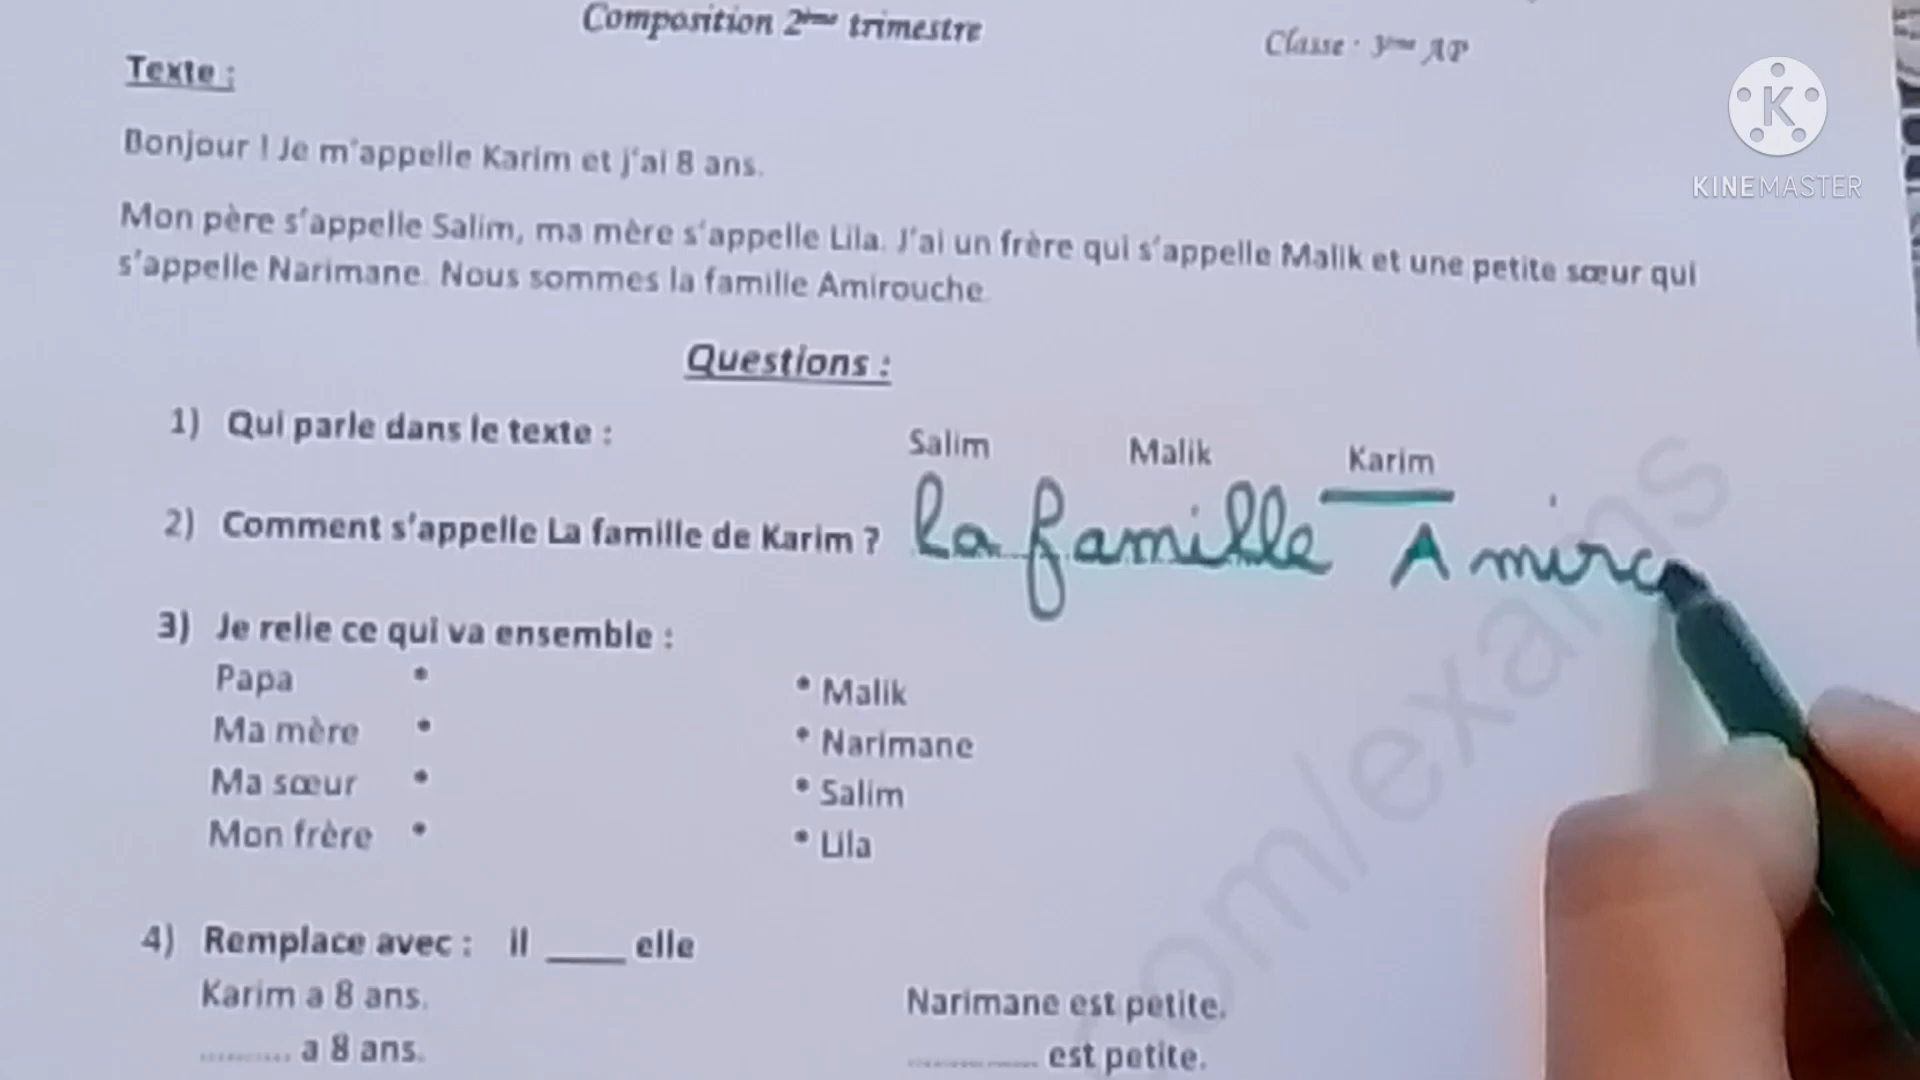 Composition 2ème trimestre
Classe : 3ème AP
Texte :
KINEMASTER
Bonjour ! Je m'appelle Karim et j'ai 8 ans.
Mon père s'appelle Salim, ma mère s'appelle Lila. J'ai un frère qui s'appelle Malik et une petite sœur qui
s'appelle Narimane. Nous sommes la famille Amirouche.
Questions :
1) Qui parle dans le texte : Salim Malik Karim
2) Comment s'appelle La famille de Karim ? la famille Amiro
3) Je relie ce qui va ensemble :
Papa * * Malik
Ma mère * * Narimane
Ma sœur * * Salim
Mon frère * * Lila
4) Remplace avec : il ____ elle
Karim a 8 ans. Narimane est petite.
.......... a 8 ans. .............. est petite.
com/exams